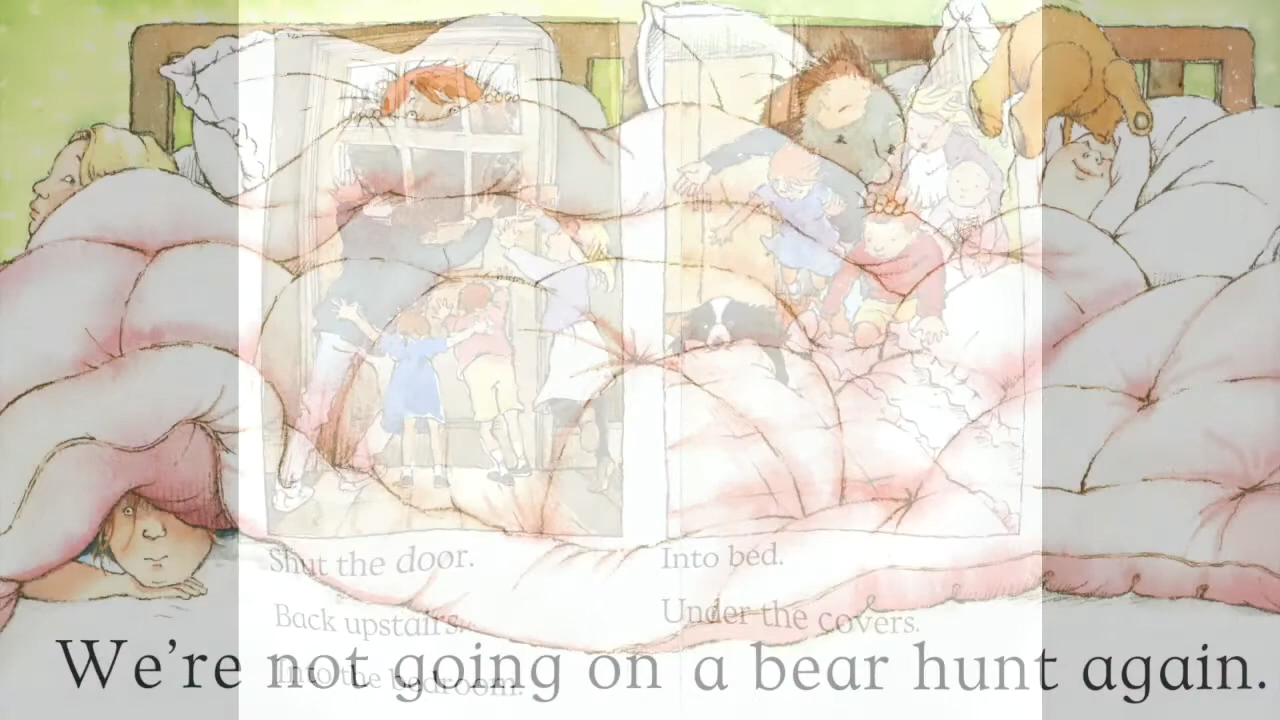 Shut the door.
Back upstairs.
Into the bedroom.
Into bed.
Under the covers.
We're not going on a bear hunt again.